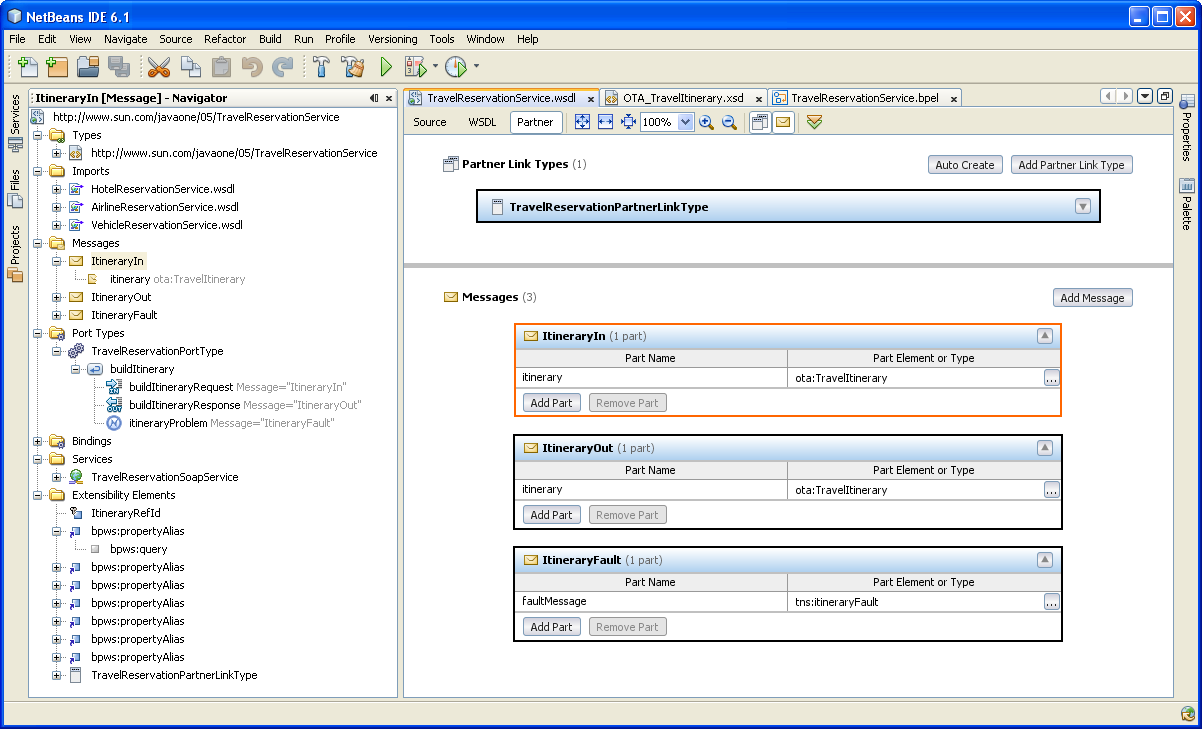 NetBeans IDE 6.1
File Edit View Navigate Source Refactor Build Run Profile Versioning Tools Window Help
100%
Services
Files
Projects
ItineraryIn [Message] - Navigator
http://www.sun.com/javaone/05/TravelReservationService
Types
http://www.sun.com/javaone/05/TravelReservationService
Imports
HotelReservationService.wsdl
AirlineReservationService.wsdl
VehicleReservationService.wsdl
Messages
ItineraryIn
itinerary ota:TravelItinerary
ItineraryOut
ItineraryFault
Port Types
TravelReservationPortType
buildItinerary
buildItineraryRequest Message="ItineraryIn"
buildItineraryResponse Message="ItineraryOut"
itineraryProblem Message="ItineraryFault"
Bindings
Services
TravelReservationSoapService
Extensibility Elements
ItineraryRefId
bpws:propertyAlias
bpws:query
bpws:propertyAlias
bpws:propertyAlias
bpws:propertyAlias
bpws:propertyAlias
bpws:propertyAlias
bpws:propertyAlias
TravelReservationPartnerLinkType
TravelReservationService.wsdl OTA_TravelItinerary.xsd TravelReservationService.bpel
Source WSDL Partner
Partner Link Types (1) Auto Create Add Partner Link Type
TravelReservationPartnerLinkType
Messages (3) Add Message
ItineraryIn (1 part)
Part Name Part Element or Type
itinerary ota:TravelItinerary ...
Add Part Remove Part
ItineraryOut (1 part)
Part Name Part Element or Type
itinerary ota:TravelItinerary ...
Add Part Remove Part
ItineraryFault (1 part)
Part Name Part Element or Type
faultMessage tns:itineraryFault ...
Add Part Remove Part
Properties
Palette